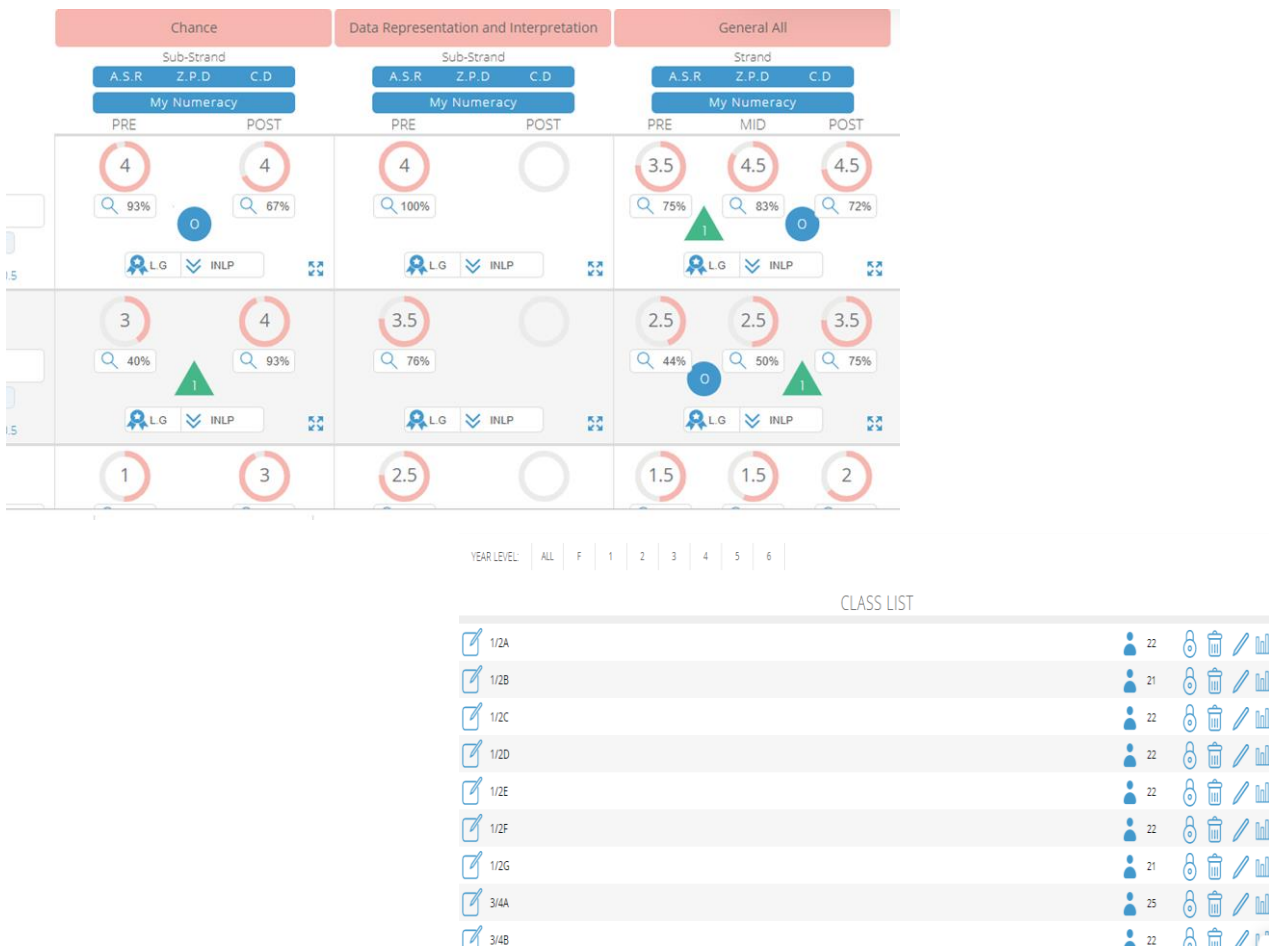 Chance Data Representation and Interpretation General All
Sub-Strand Sub-Strand Strand
A.S.R Z.P.D C.D A.S.R Z.P.D C.D A.S.R Z.P.D C.D
My Numeracy My Numeracy My Numeracy
PRE POST PRE POST PRE MID POST
4 4 4 3.5 4.5 4.5
93% 67% 100% 75% 83% 72%
0 1 0
L.G INLP L.G INLP L.G INLP
.5
3 4 3.5 2.5 2.5 3.5
40% 93% 76% 44% 50% 75%
1 0 1
L.G INLP L.G INLP L.G INLP
.5
1 3 2.5 1.5 1.5 2
YEAR LEVEL: ALL F 1 2 3 4 5 6
CLASS LIST
1/2A 22
1/2B 21
1/2C 22
1/2D 22
1/2E 22
1/2F 22
1/2G 21
3/4A 25
3/4B 22